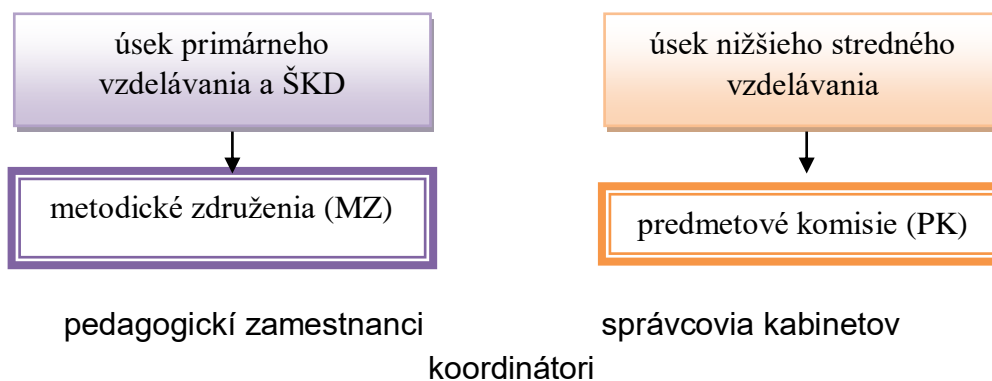 úsek primárneho
vzdelávania a ŠKD
úsek nižšieho stredného
vzdelávania
metodické združenia (MZ)
predmetové komisie (PK)
pedagogickí zamestnanci
správcovia kabinetov
koordinátori